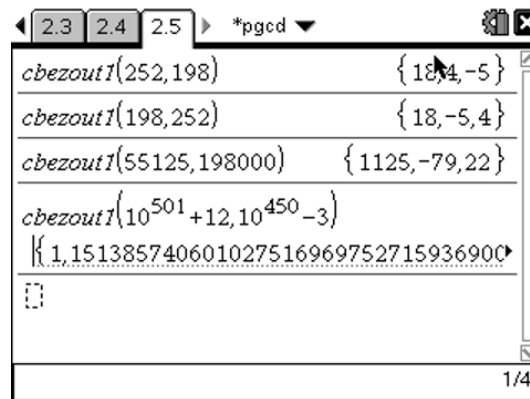 2.3 2.4 2.5 *pgcd
cbezout1(252,198) {18,4,-5}
cbezout1(198,252) {18,-5,4}
cbezout1(55125,198000) {1125,-79,22}
cbezout1(10^501+12,10^450-3)
{1,151385740601027516969752715936900
1/4